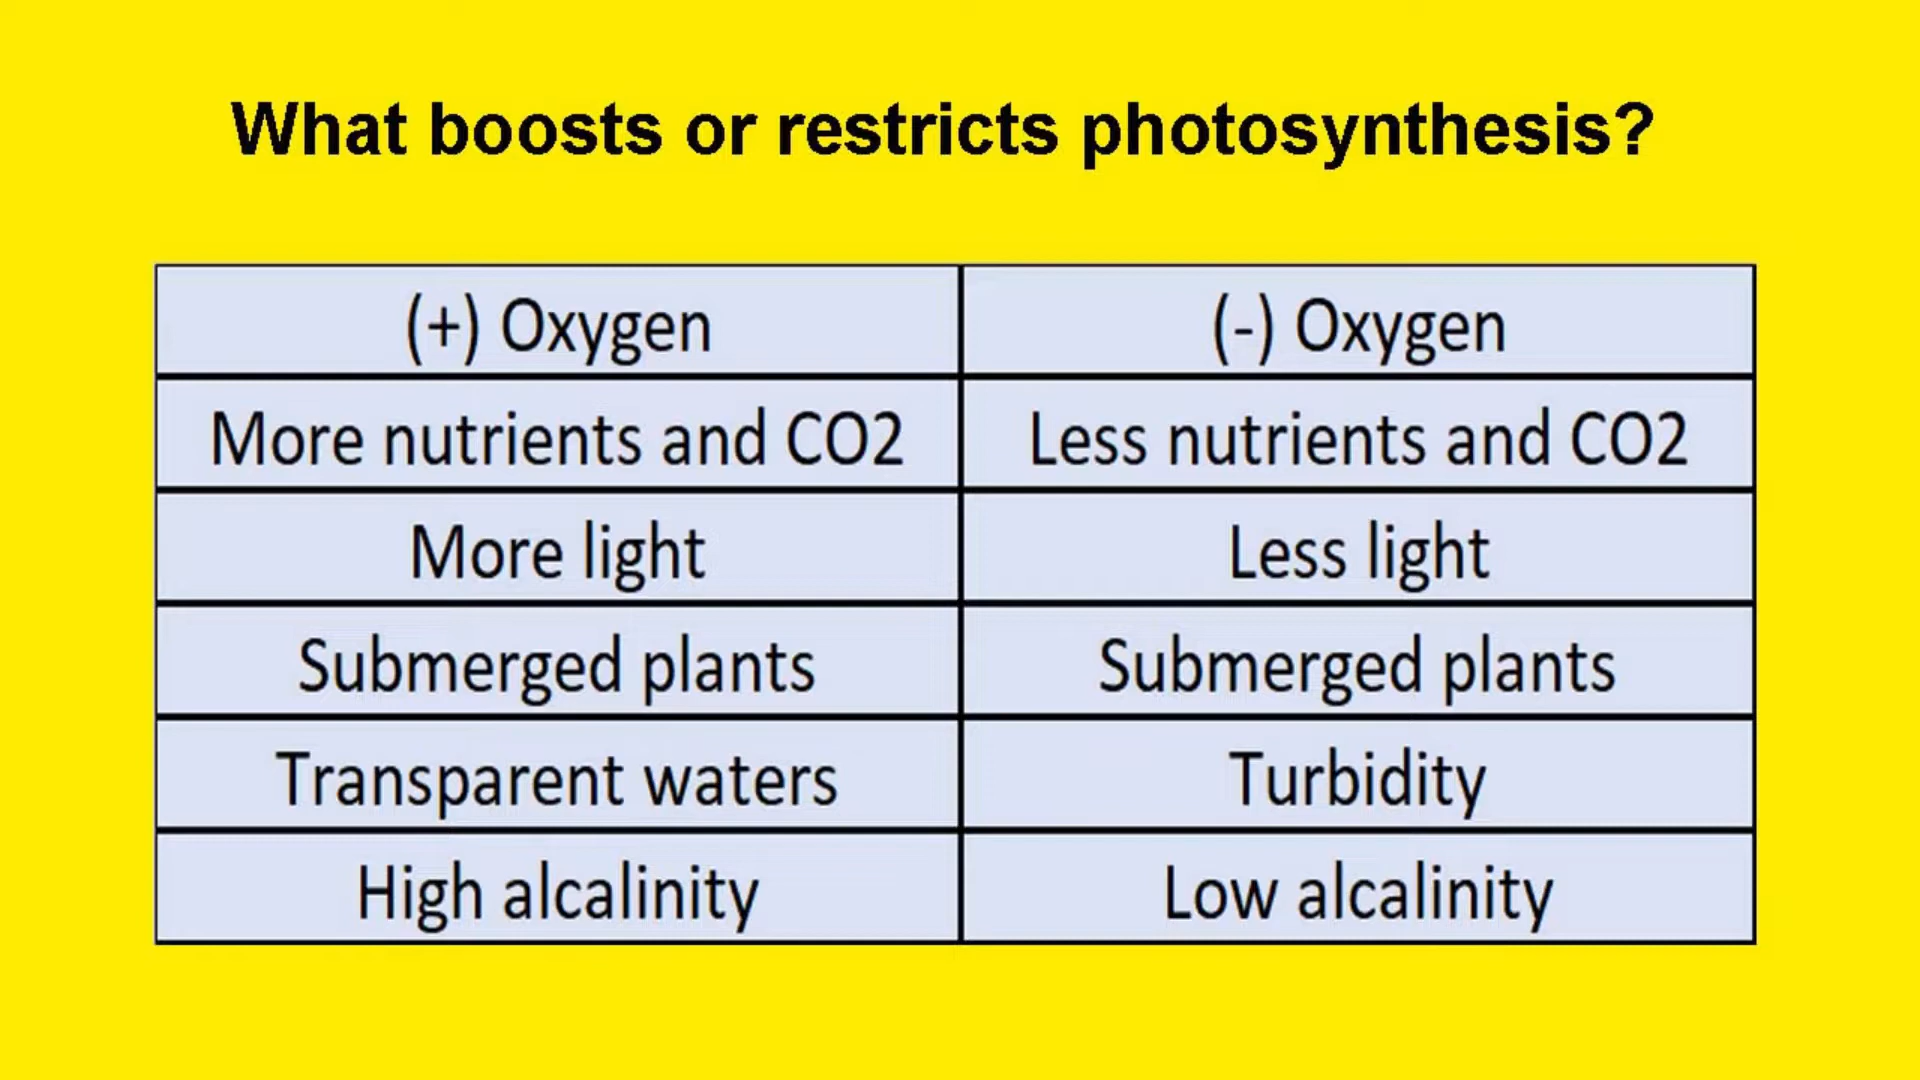 What boosts or restricts photosynthesis?
(+) Oxygen
(-) Oxygen
More nutrients and CO2
Less nutrients and CO2
More light
Less light
Submerged plants
Submerged plants
Transparent waters
Turbidity
High alcalinity
Low alcalinity